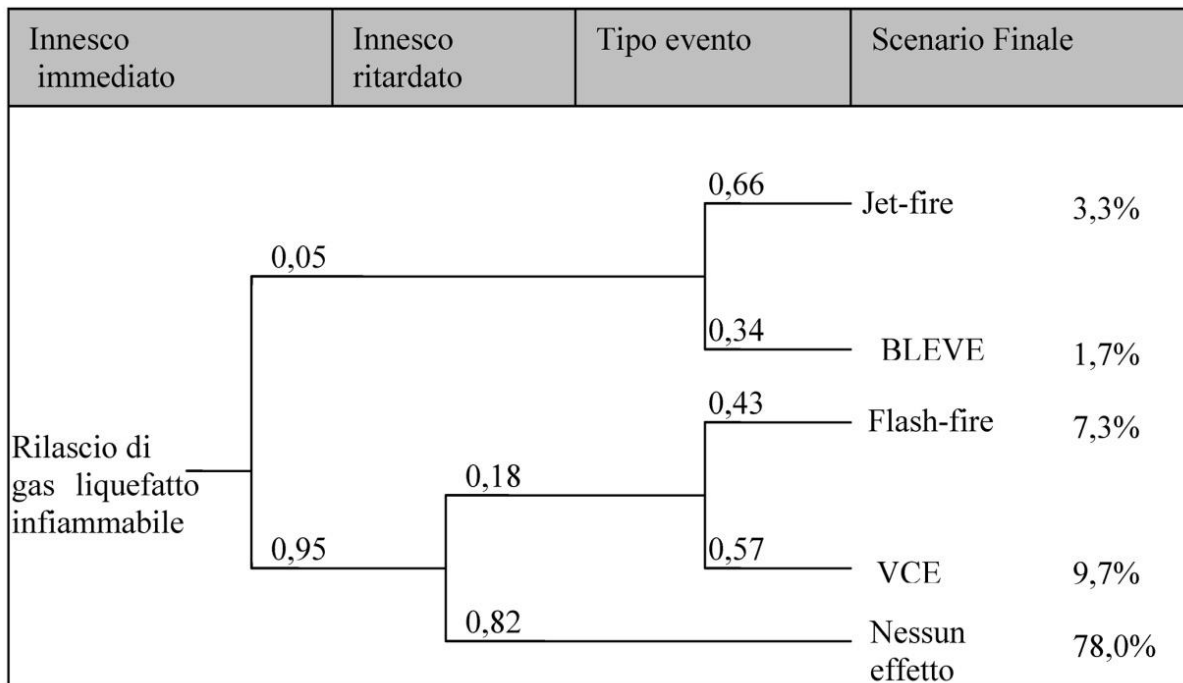 Innesco
immediato
Innesco
ritardato
Tipo evento
Scenario Finale
0,66
Jet-fire 3,3%
0,05
0,34
BLEVE 1,7%
0,43
Flash-fire 7,3%
Rilascio di
gas liquefatto
infiammabile
0,18
0,95
0,57
VCE 9,7%
0,82
Nessun
effetto
78,0%